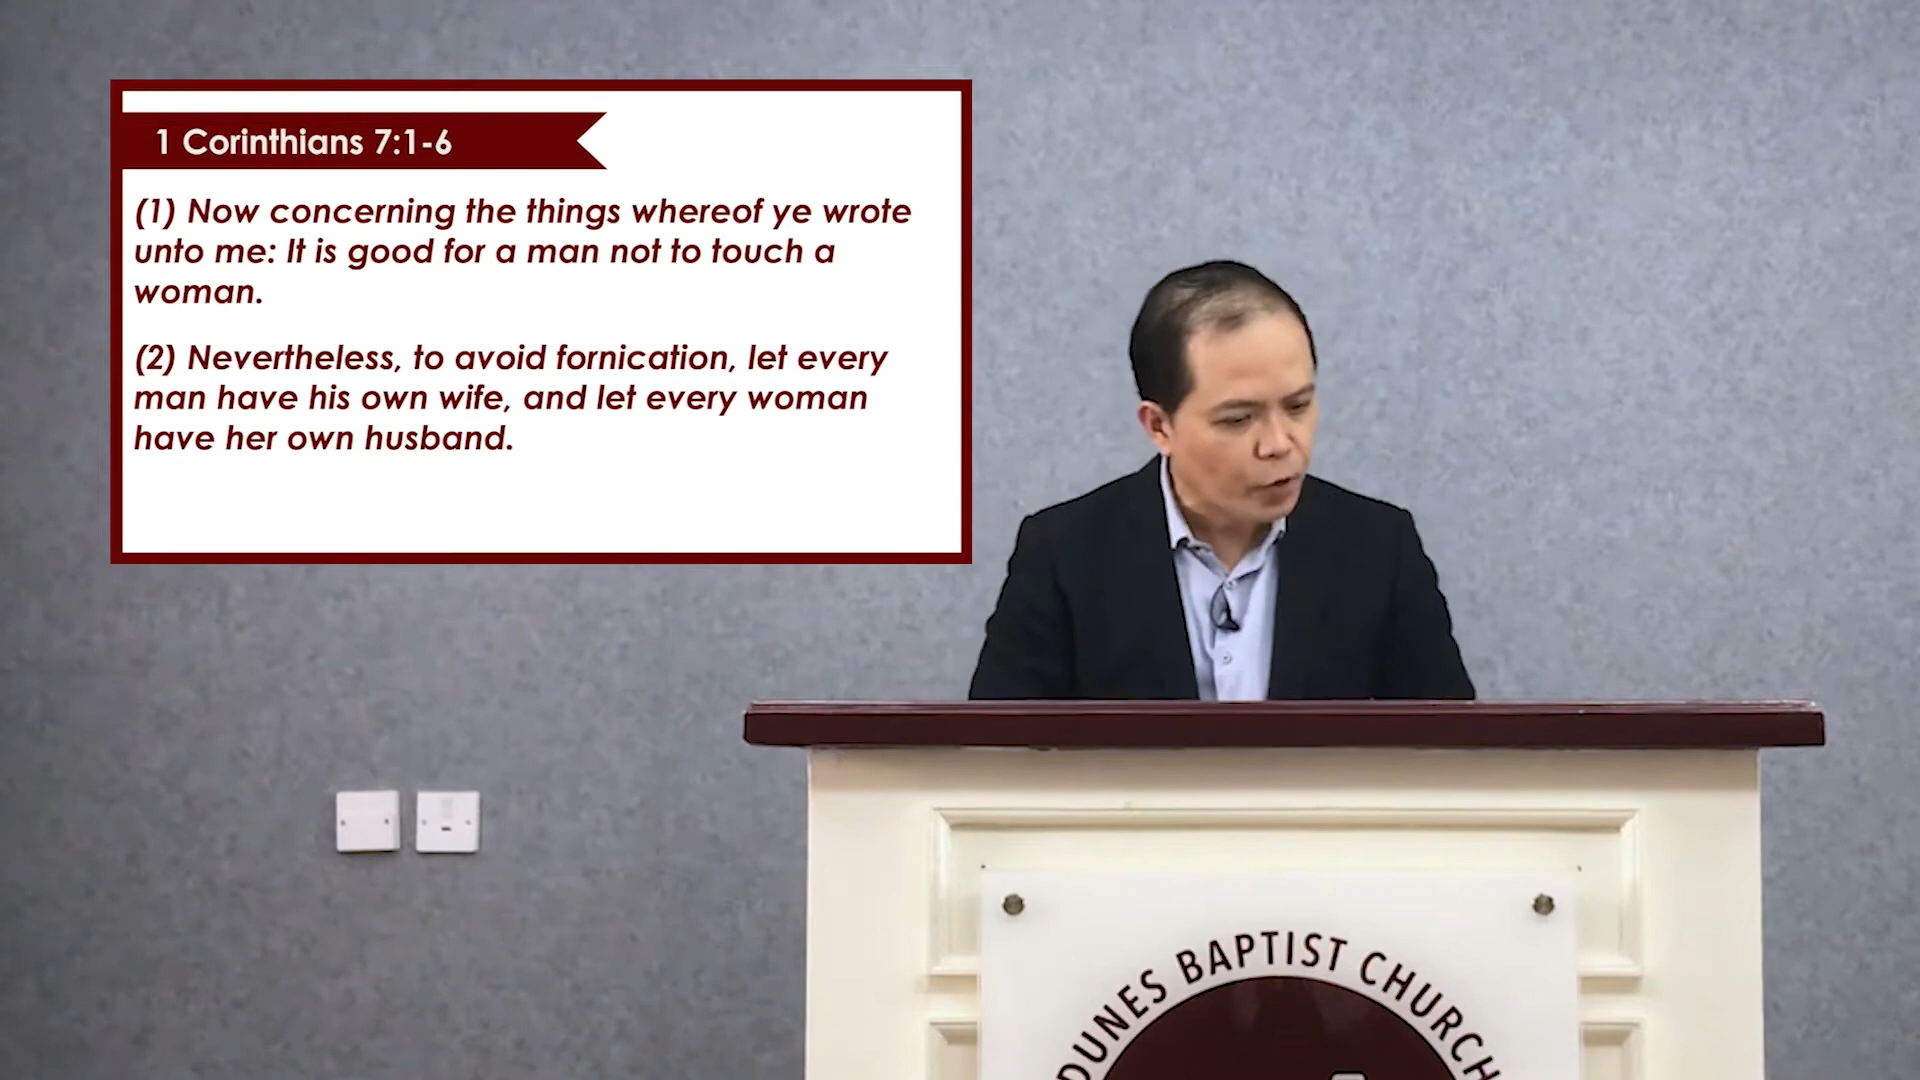 1 Corinthians 7:1-6
(1) Now concerning the things whereof ye wrote
unto me: It is good for a man not to touch a
woman.
(2) Nevertheless, to avoid fornication, let every
man have his own wife, and let every woman
have her own husband.
DUNES BAPTIST CHURCH